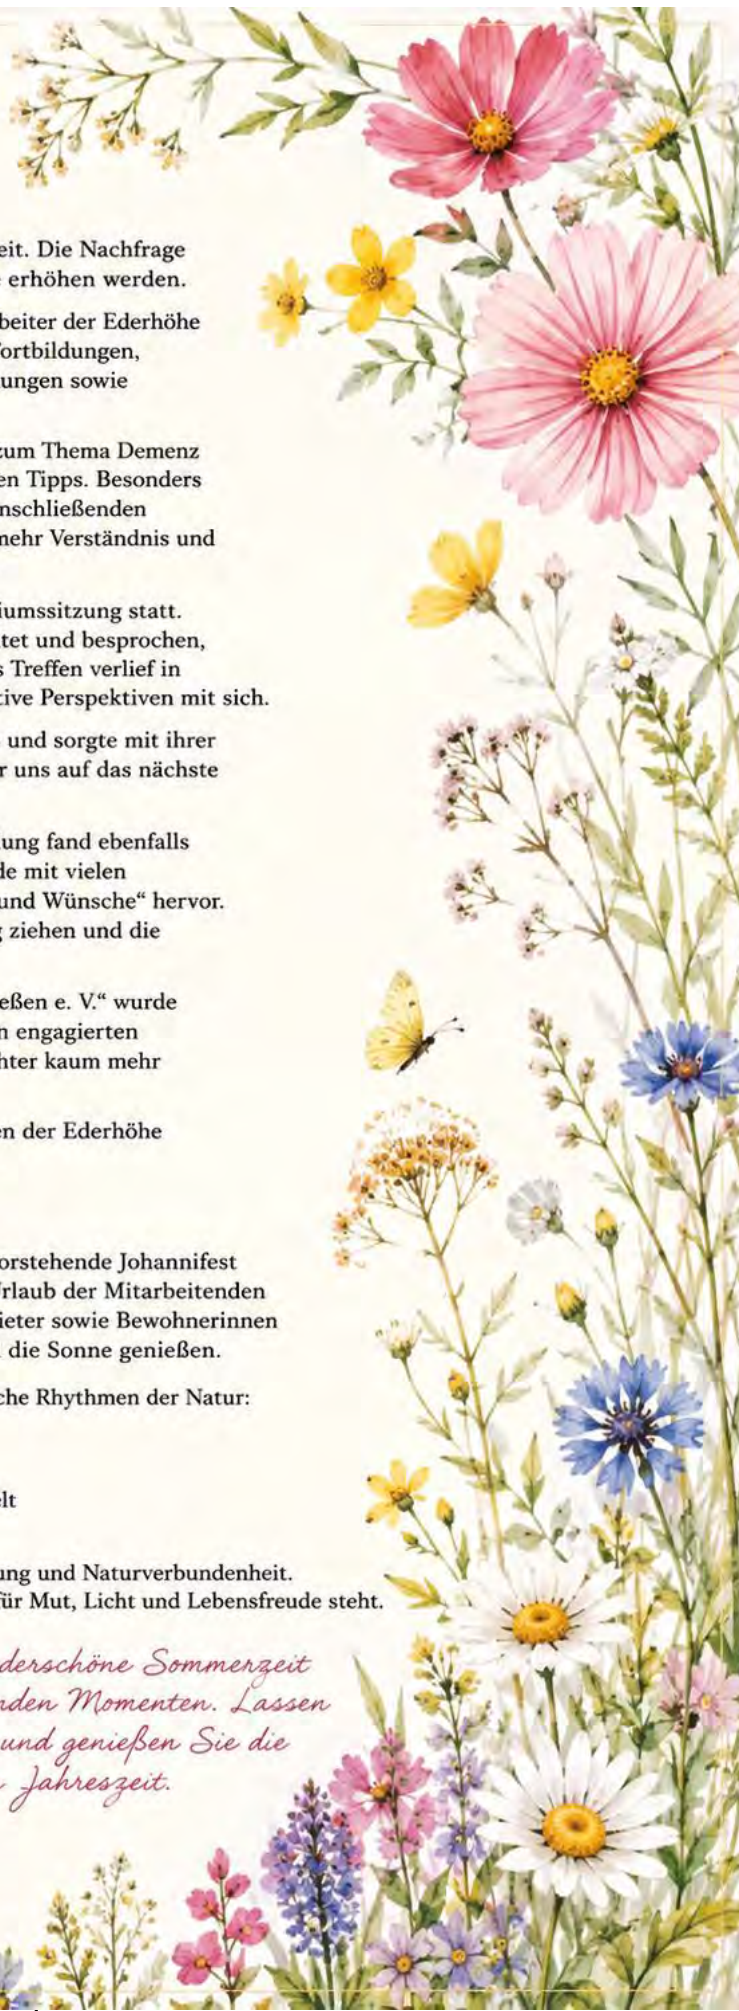 eit. Die Nachfrage
erhöhen werden.
beiter der Ederhöhe
ortbildungen,
ungen sowie
zum Thema Demenz
en Tipps. Besonders
nschließenden
mehr Verständnis und
iumssitzung statt.
tet und besprochen,
s Treffen verlief in
tive Perspektiven mit sich.
und sorgte mit ihrer
r uns auf das nächste
ung fand ebenfalls
de mit vielen
und Wünsche“ hervor.
g ziehen und die
eßen e. V.“ wurde
n engagierten
hter kaum mehr
en der Ederhöhe
orstehende Johannifest
Urlaub der Mitarbeitenden
ieter sowie Bewohnerinnen
die Sonne genießen.
che Rhythmen der Natur:
elt
ung und Naturverbundenheit.
für Mut, Licht und Lebensfreude steht.
derschöne Sommerzeit
nden Momenten. Lassen
und genießen Sie die
Jahreszeit.